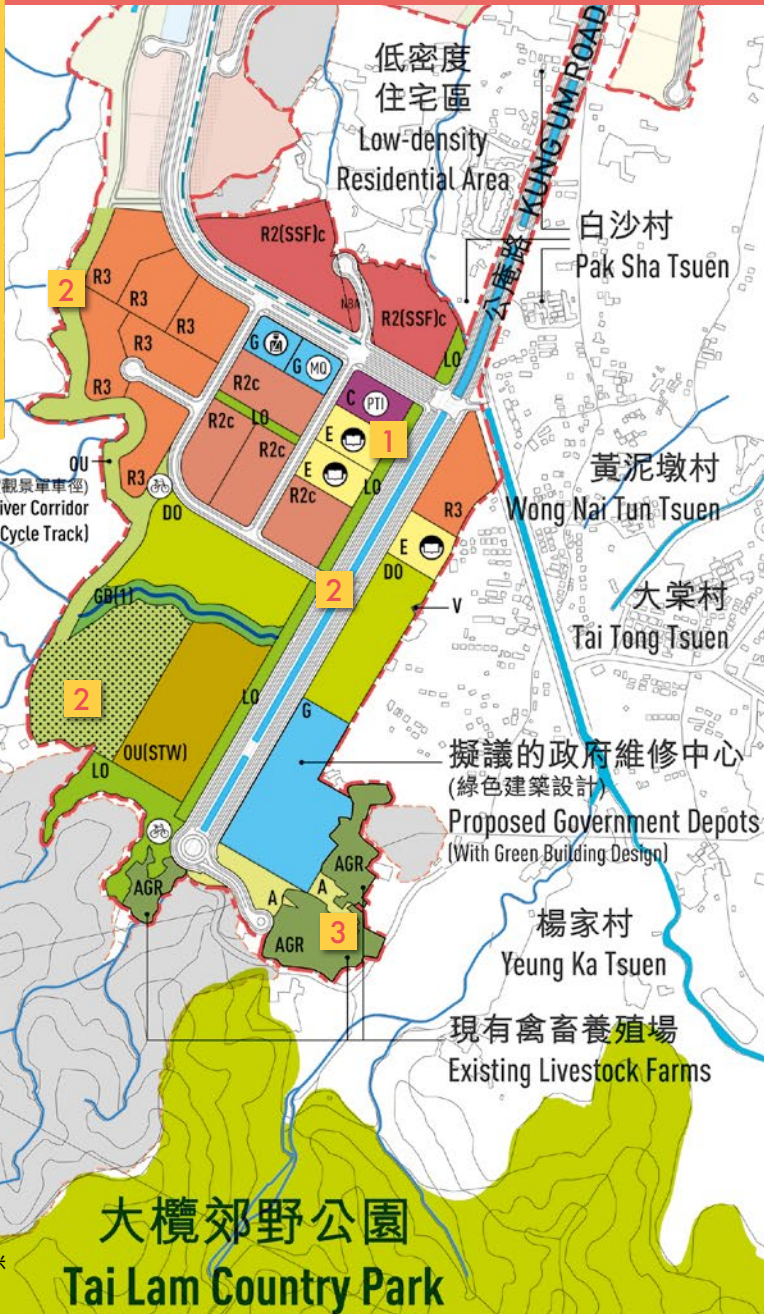 低密度
住宅區
Low-density
Residential Area
公庵路 KUNG UM ROAD
白沙村
Pak Sha Tsuen
R2(SSF)c
R2(SSF)c
NBA
R3
R3
R3
R3
R3
R3
2
G
G MQ
LO
R2c
R2c
LO
R2c
R2c
C PTI
E
1
E
LO
R3
E
DO
OU
觀景單車徑)
iver Corridor
Cycle Track)
DO
黃泥墩村
Wong Nai Tun Tsuen
2
V
大棠村
Tai Tong Tsuen
GB(1)
2
LO
OU(STW)
LO
G
擬議的政府維修中心
(綠色建築設計)
Proposed Government Depots
(With Green Building Design)
AGR
AGR
A
A
AGR
3
楊家村
Yeung Ka Tsuen
現有禽畜養殖場
Existing Livestock Farms
大欖郊野公園
Tai Lam Country Park